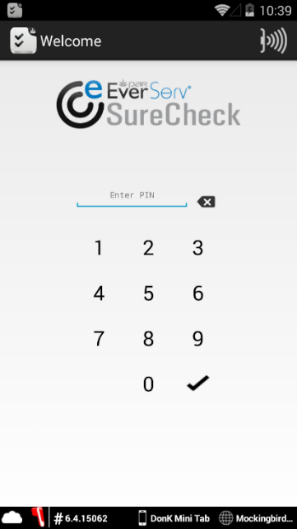 10:39
Welcome
par
EverServ®
SureCheck
Enter PIN
1 2 3
4 5 6
7 8 9
0
# 6.4.15062 DonK Mini Tab Mockingbird...